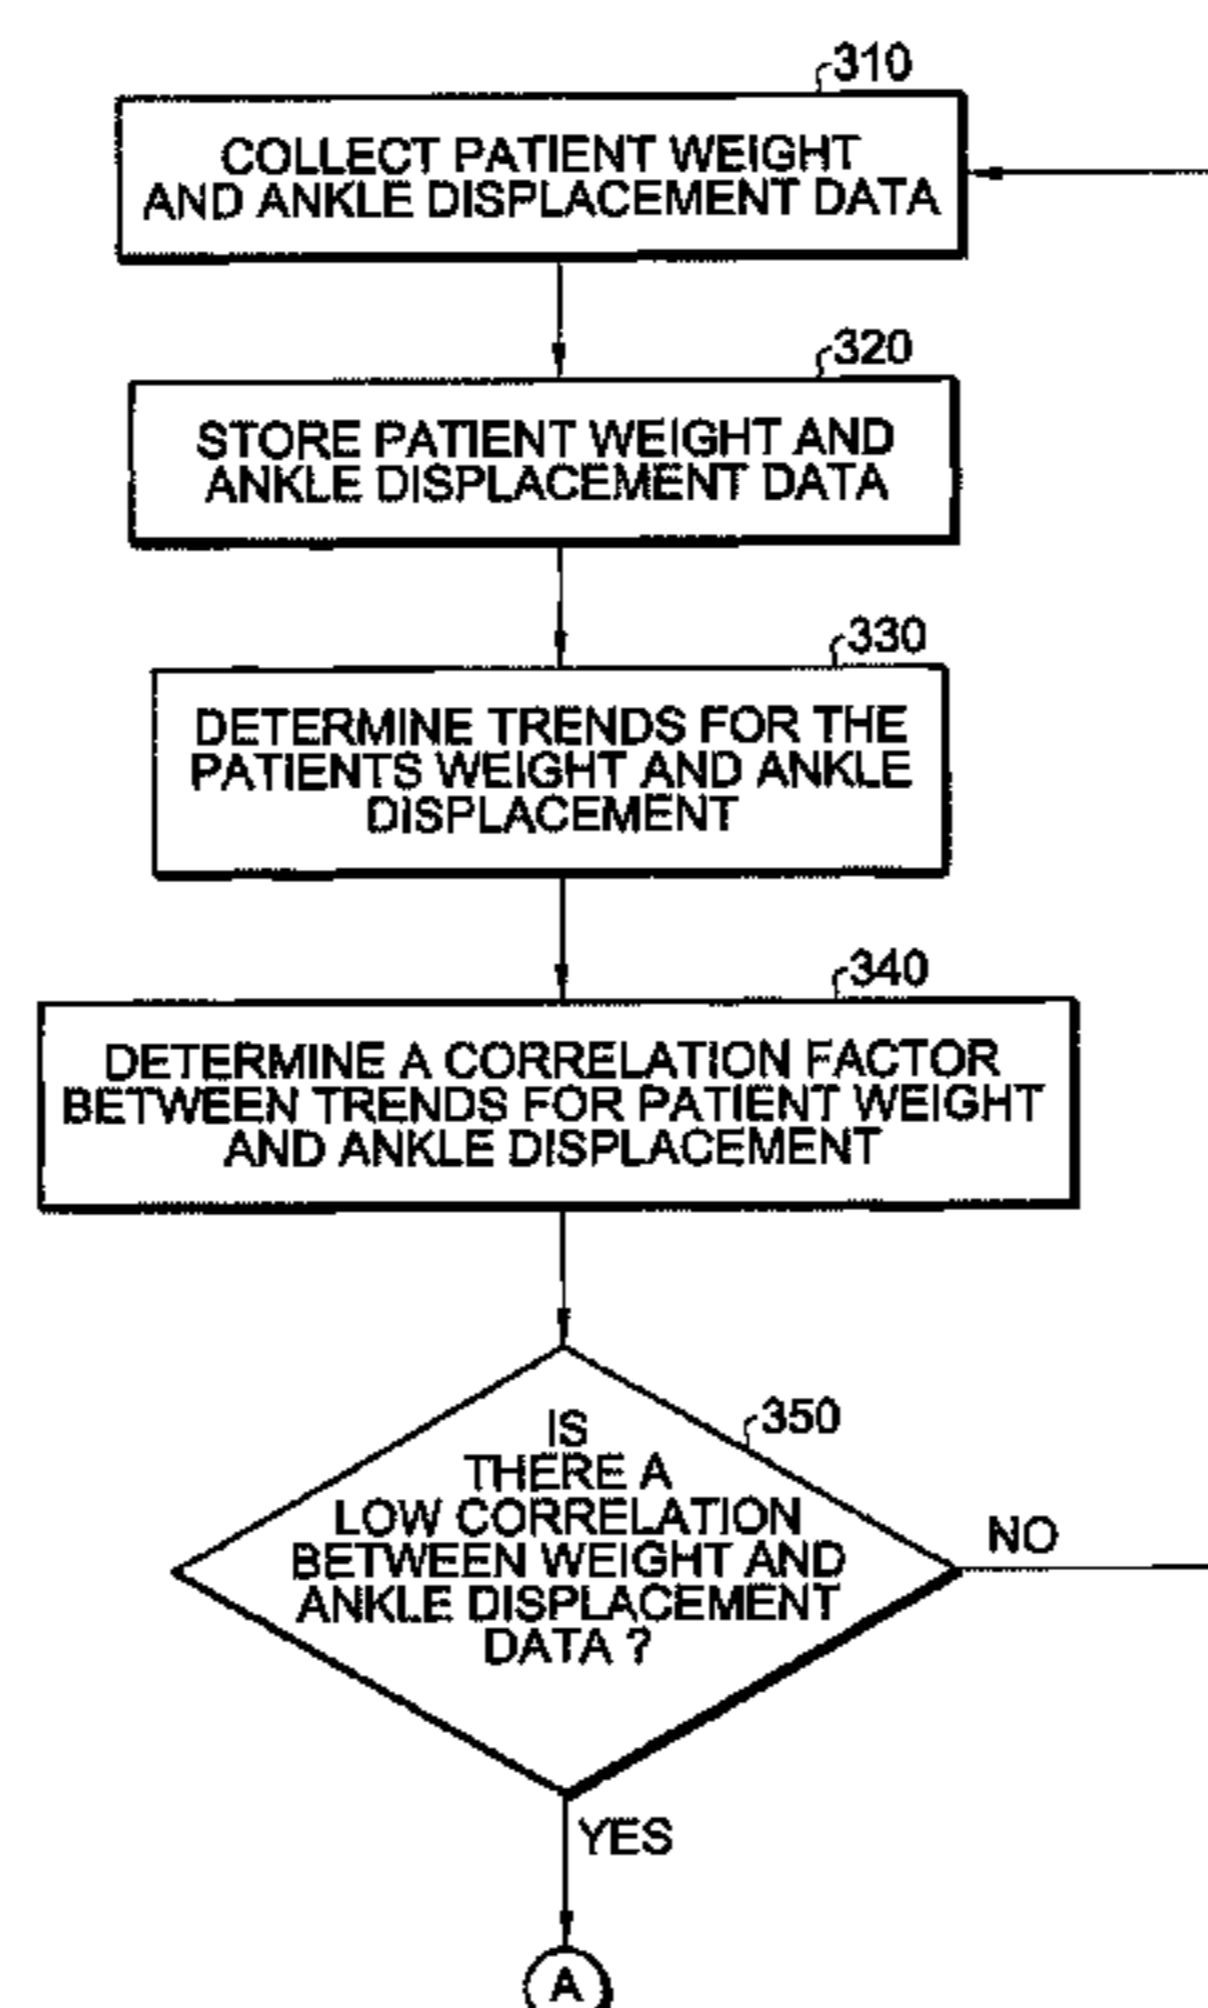 310
COLLECT PATIENT WEIGHT
AND ANKLE DISPLACEMENT DATA
320
STORE PATIENT WEIGHT AND
ANKLE DISPLACEMENT DATA
330
DETERMINE TRENDS FOR THE
PATIENTS WEIGHT AND ANKLE
DISPLACEMENT
340
DETERMINE A CORRELATION FACTOR
BETWEEN TRENDS FOR PATIENT WEIGHT
AND ANKLE DISPLACEMENT
350
IS
THERE A
LOW CORRELATION
BETWEEN WEIGHT AND
ANKLE DISPLACEMENT
DATA ?
NO
YES
A